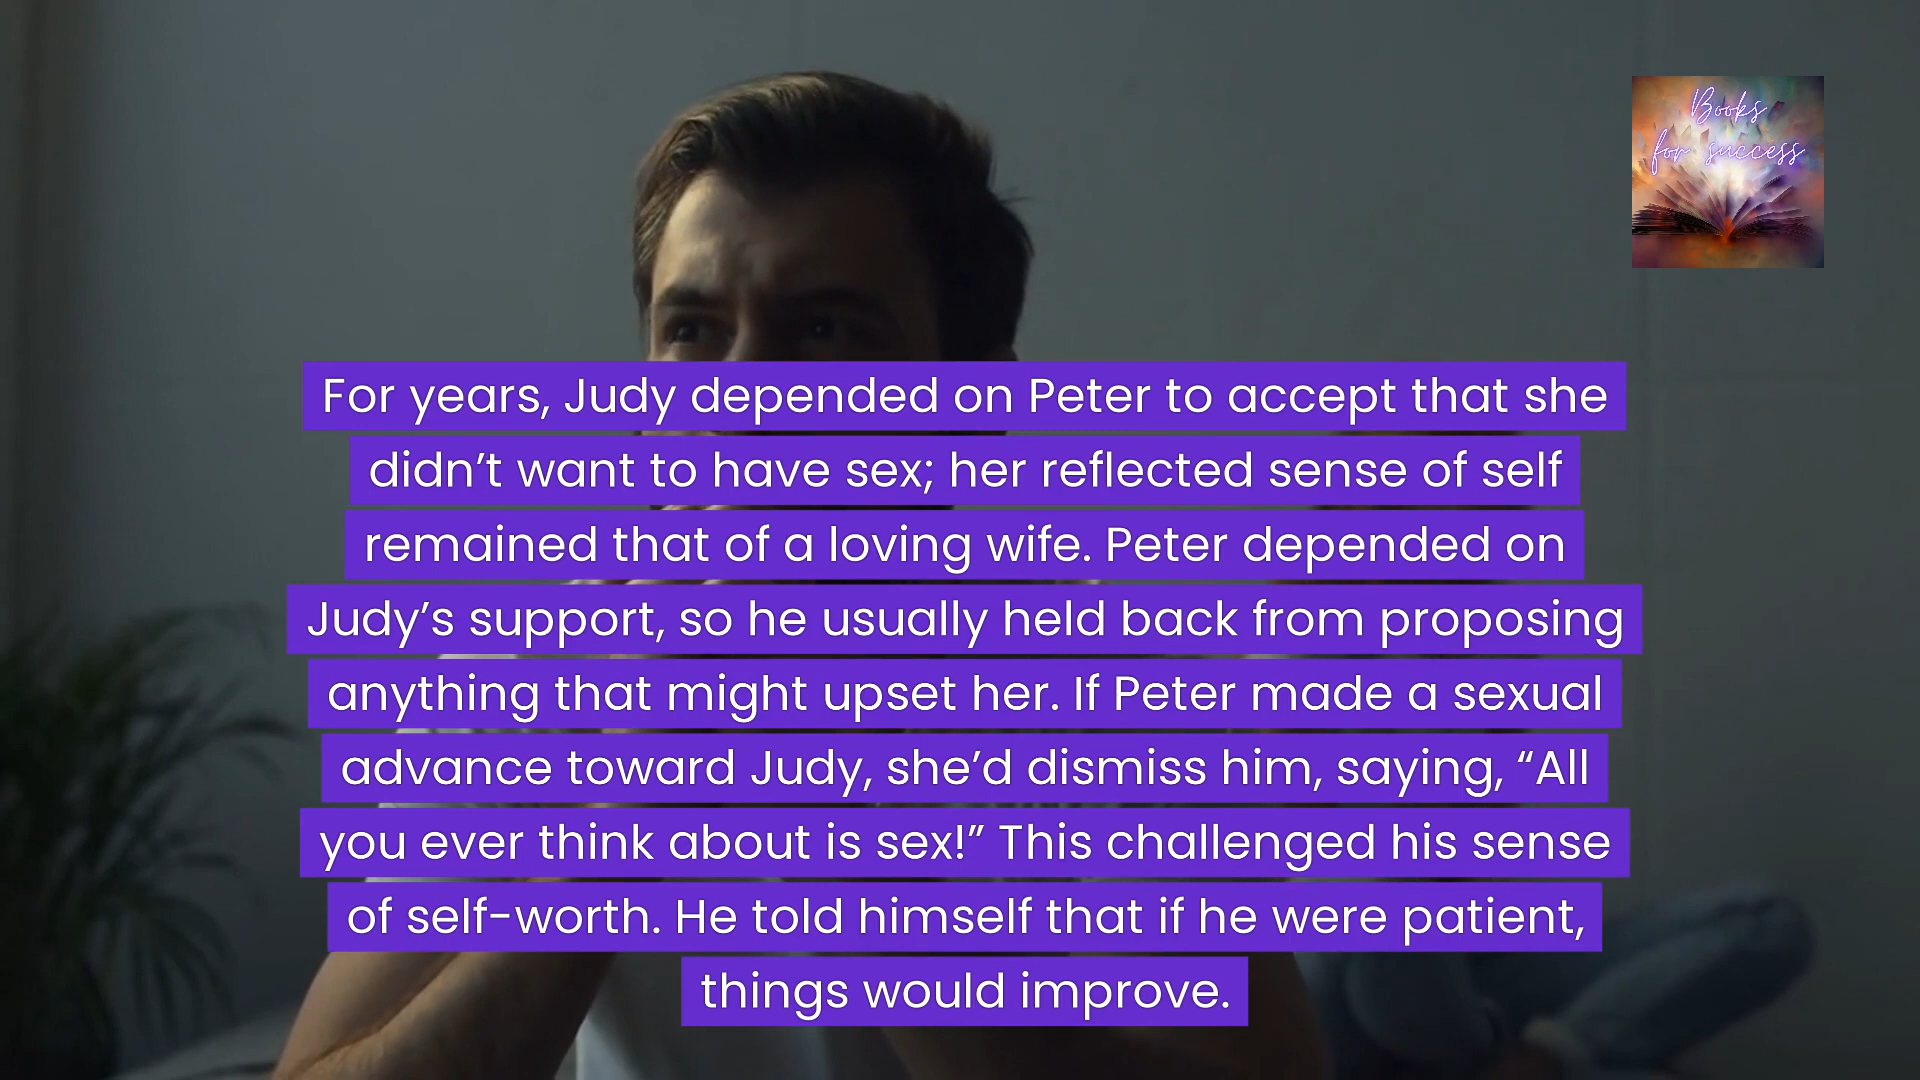 Books
for success
For years, Judy depended on Peter to accept that she
didn’t want to have sex; her reflected sense of self
remained that of a loving wife. Peter depended on
Judy’s support, so he usually held back from proposing
anything that might upset her. If Peter made a sexual
advance toward Judy, she’d dismiss him, saying, “All
you ever think about is sex!” This challenged his sense
of self-worth. He told himself that if he were patient,
things would improve.